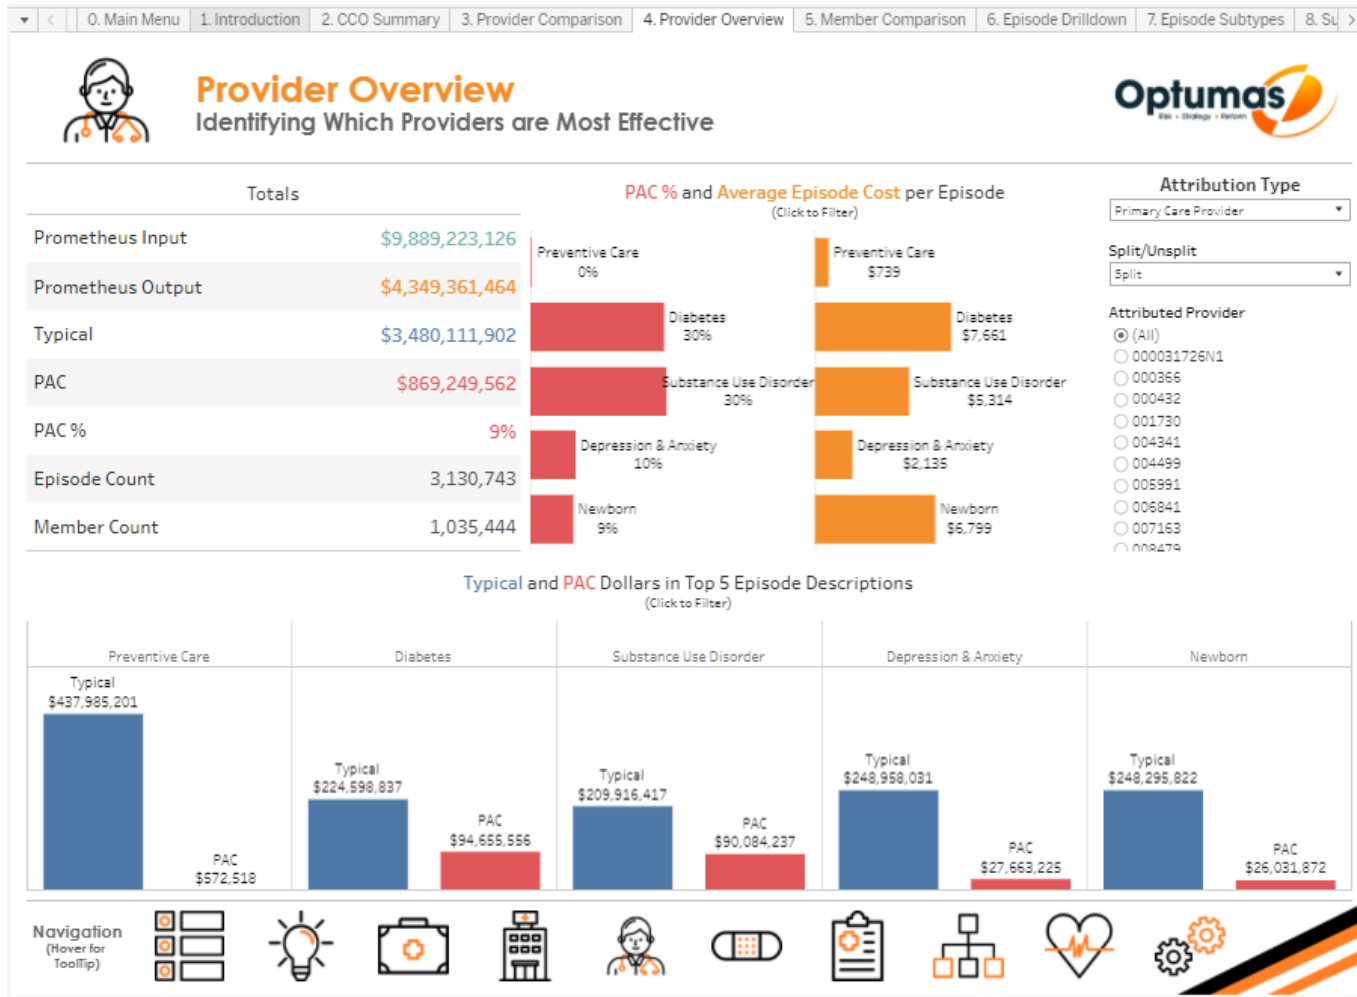 0. Main Menu
1. Introduction
2. CCO Summary
3. Provider Comparison
4. Provider Overview
5. Member Comparison
6. Episode Drilldown
7. Episode Subtypes
8. Su
Provider Overview
Identifying Which Providers are Most Effective
Optumas
Risk • Strategy • Reform
Totals
Prometheus Input $9,889,223,126
Prometheus Output $4,349,361,464
Typical $3,480,111,902
PAC $869,249,562
PAC % 9%
Episode Count 3,130,743
Member Count 1,035,444
PAC % and Average Episode Cost per Episode
(Click to Filter)
Preventive Care
0%
Diabetes
30%
Substance Use Disorder
30%
Depression & Anxiety
10%
Newborn
9%
Preventive Care
$739
Diabetes
$7,661
Substance Use Disorder
$5,314
Depression & Anxiety
$2,135
Newborn
$6,799
Attribution Type
Primary Care Provider
Split/Unsplit
Split
Attributed Provider
(All)
000031726N1
000366
000432
001730
004341
004499
005991
006841
007163
008479
Typical and PAC Dollars in Top 5 Episode Descriptions
(Click to Filter)
Preventive Care
Diabetes
Substance Use Disorder
Depression & Anxiety
Newborn
Typical
$437,985,201
PAC
$572,518
Typical
$224,598,837
PAC
$94,655,556
Typical
$209,916,417
PAC
$90,084,237
Typical
$248,958,031
PAC
$27,663,225
Typical
$248,295,822
PAC
$26,031,872
Navigation
(Hover for
ToolTip)